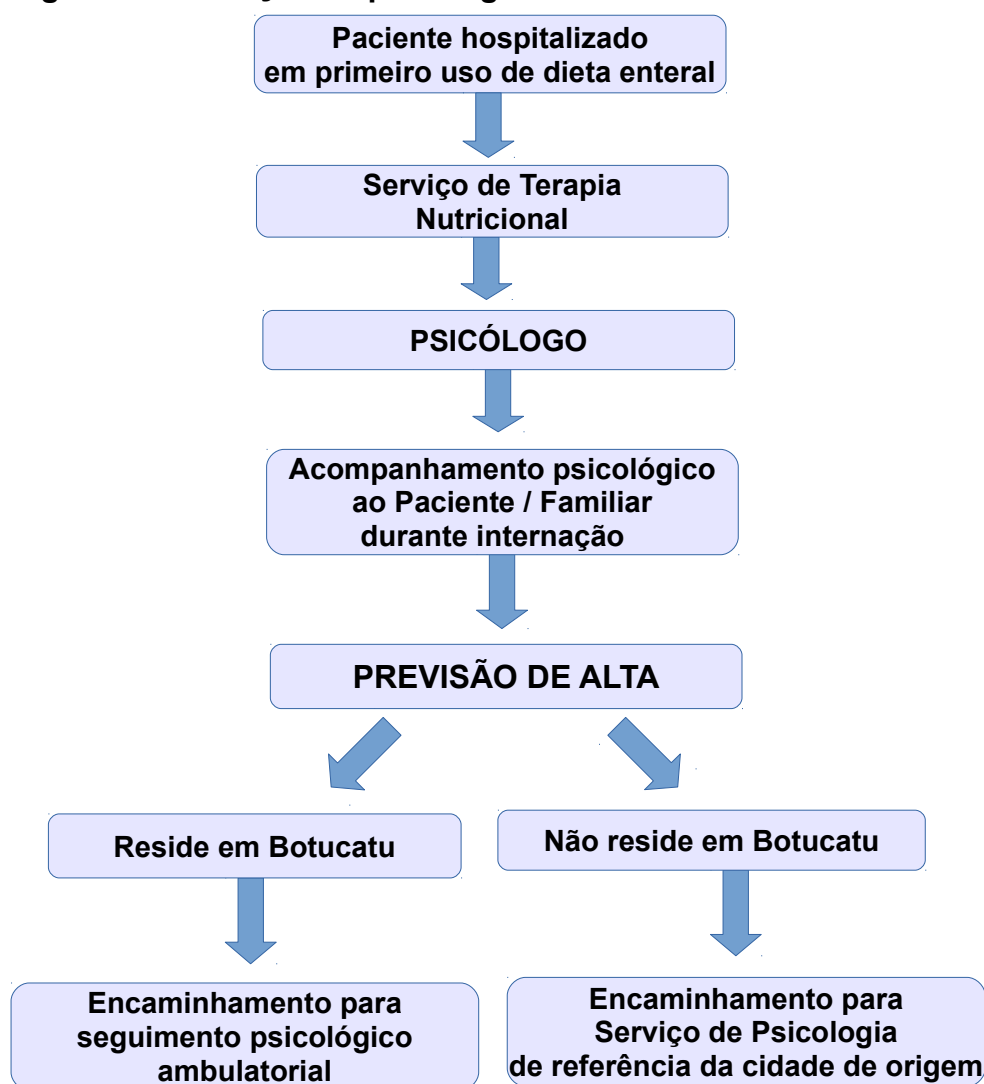 Paciente hospitalizado
em primeiro uso de dieta enteral
Serviço de Terapia
Nutricional
PSICÓLOGO
Acompanhamento psicológico
ao Paciente / Familiar
durante internação
PREVISÃO DE ALTA
Reside em Botucatu
Não reside em Botucatu
Encaminhamento para
seguimento psicológico
ambulatorial
Encaminhamento para
Serviço de Psicologia
de referência da cidade de origem